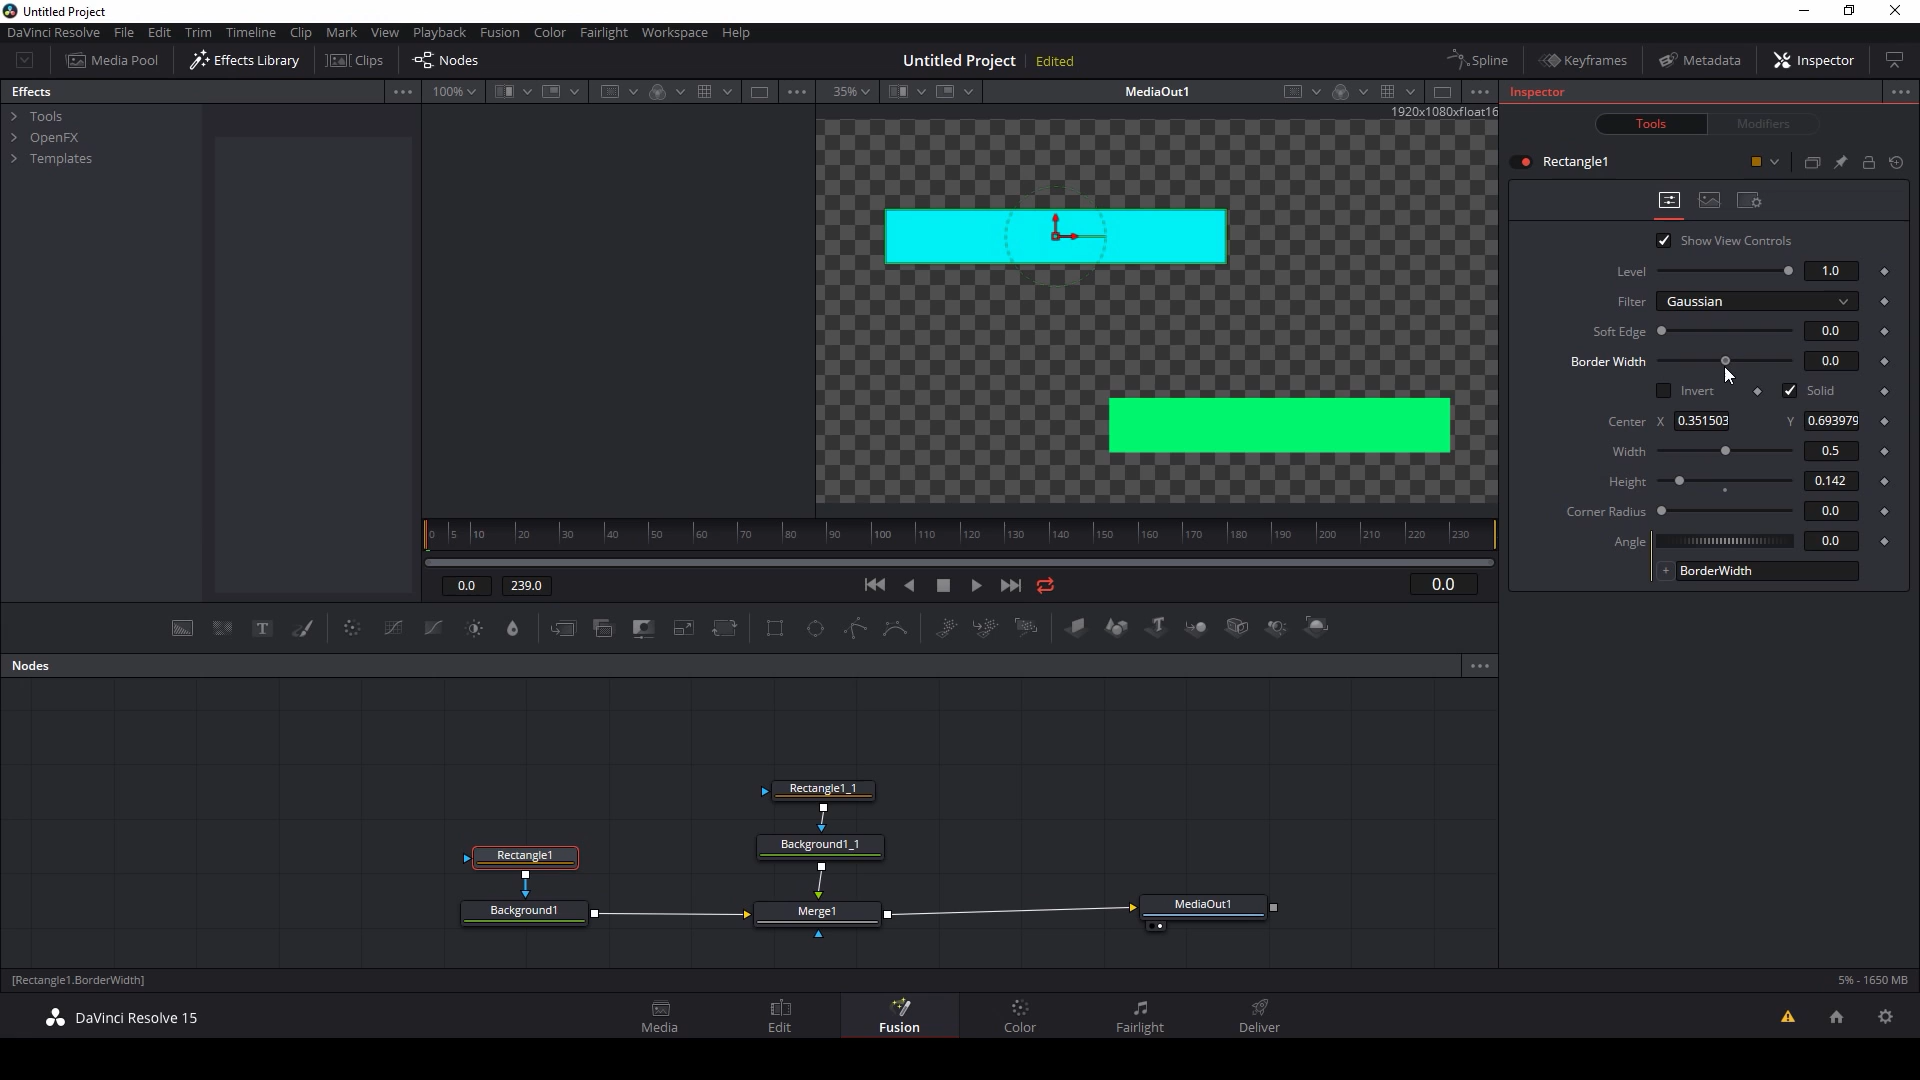 Untitled Project
DaVinci Resolve File Edit Trim Timeline Clip Mark View Playback Fusion Color Fairlight Workspace Help
Media Pool Effects Library Clips Nodes Untitled Project Edited Spline Keyframes Metadata Inspector
Effects 100% 35% MediaOut1 Inspector
1920x1080xfloat16
Tools
OpenFX
Templates
Tools Modifiers
Rectangle1
Show View Controls
Level 1.0
Filter Gaussian
Soft Edge 0.0
Border Width 0.0
Invert Solid
Center X 0.351503 Y 0.693979
Width 0.5
Height 0.142
Corner Radius 0.0
Angle 0.0
BorderWidth
0 5 10 20 30 40 50 60 70 80 90 100 110 120 130 140 150 160 170 180 190 200 210 220 230
0.0 239.0 0.0
Nodes
Rectangle1_1
Background1_1
Rectangle1
Background1 Merge1 MediaOut1
[Rectangle1.BorderWidth] 5% - 1650 MB
DaVinci Resolve 15 Media Edit Fusion Color Fairlight Deliver